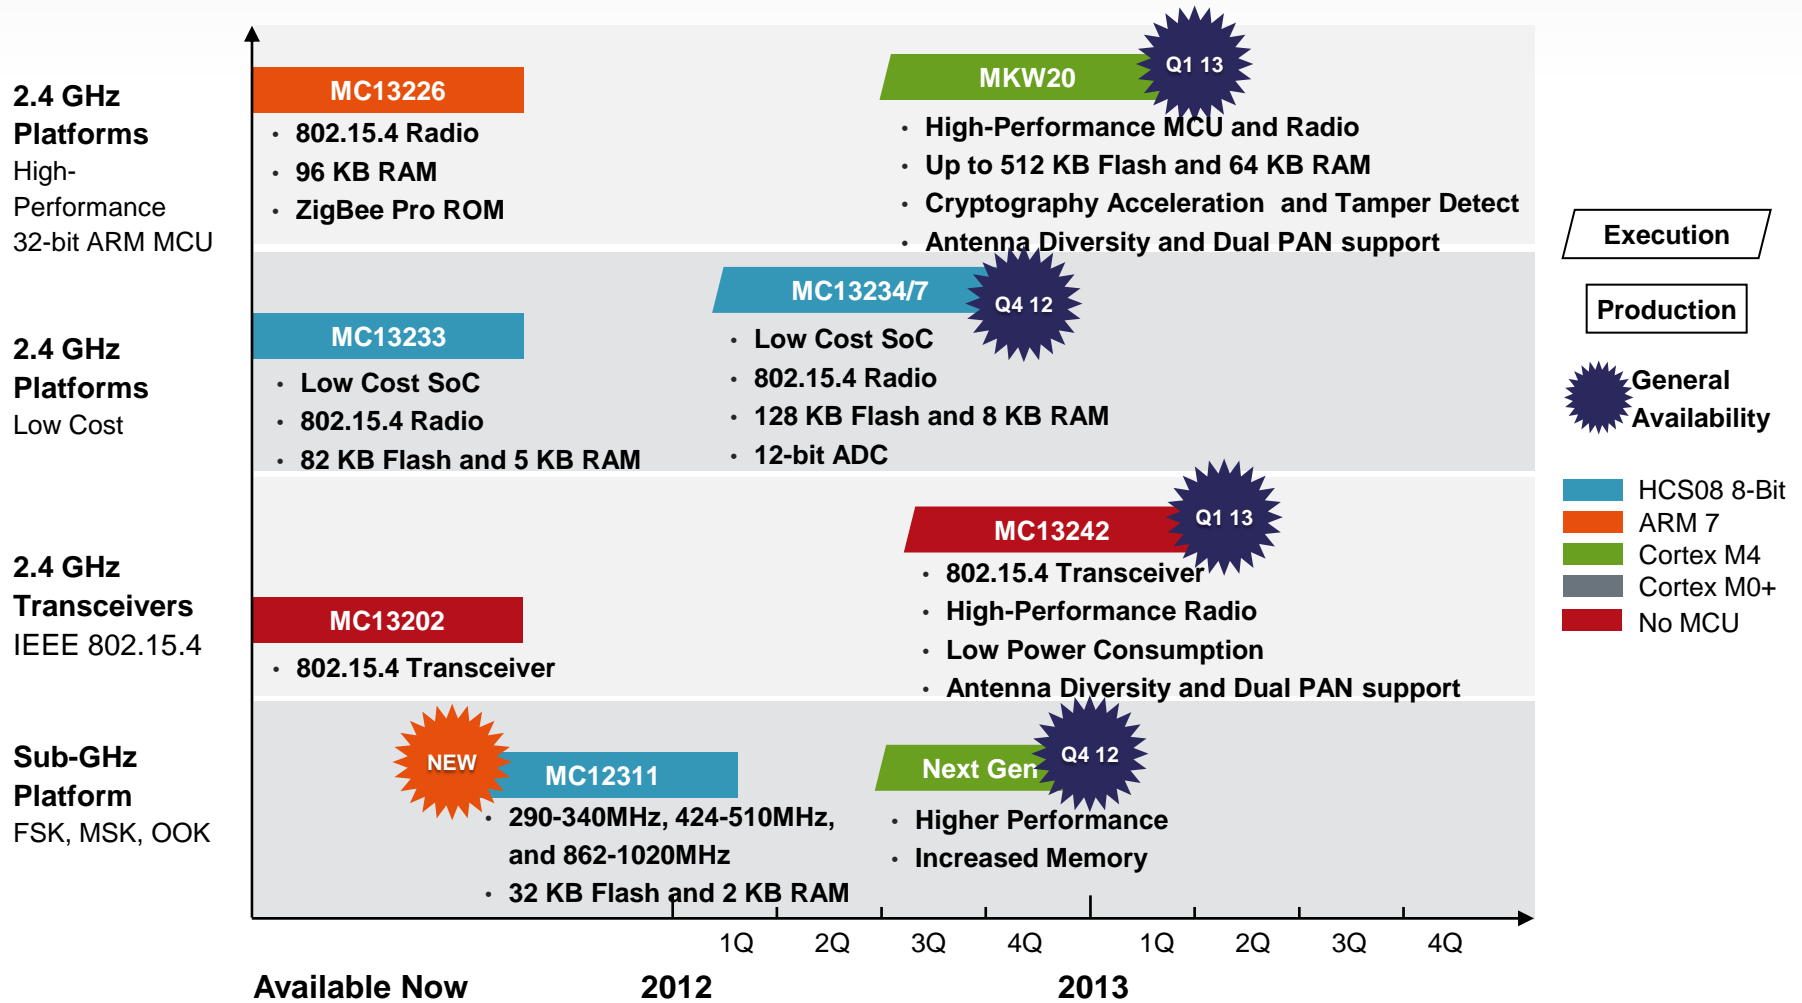 2.4 GHz
Platforms
High-
Performance
32-bit ARM MCU
MC13226
• 802.15.4 Radio
• 96 KB RAM
• ZigBee Pro ROM
MKW20
Q1 13
• High-Performance MCU and Radio
• Up to 512 KB Flash and 64 KB RAM
• Cryptography Acceleration and Tamper Detect
• Antenna Diversity and Dual PAN support
2.4 GHz
Platforms
Low Cost
MC13233
• Low Cost SoC
• 802.15.4 Radio
• 82 KB Flash and 5 KB RAM
MC13234/7
Q4 12
• Low Cost SoC
• 802.15.4 Radio
• 128 KB Flash and 8 KB RAM
• 12-bit ADC
2.4 GHz
Transceivers
IEEE 802.15.4
MC13202
• 802.15.4 Transceiver
MC13242
Q1 13
• 802.15.4 Transceiver
• High-Performance Radio
• Low Power Consumption
• Antenna Diversity and Dual PAN support
Sub-GHz
Platform
FSK, MSK, OOK
NEW
MC12311
• 290-340MHz, 424-510MHz,
and 862-1020MHz
• 32 KB Flash and 2 KB RAM
Next Gen
Q4 12
• Higher Performance
• Increased Memory
1Q 2Q 3Q 4Q 1Q 2Q 3Q 4Q
Available Now 2012 2013
Execution
Production
General
Availability
HCS08 8-Bit
ARM 7
Cortex M4
Cortex M0+
No MCU